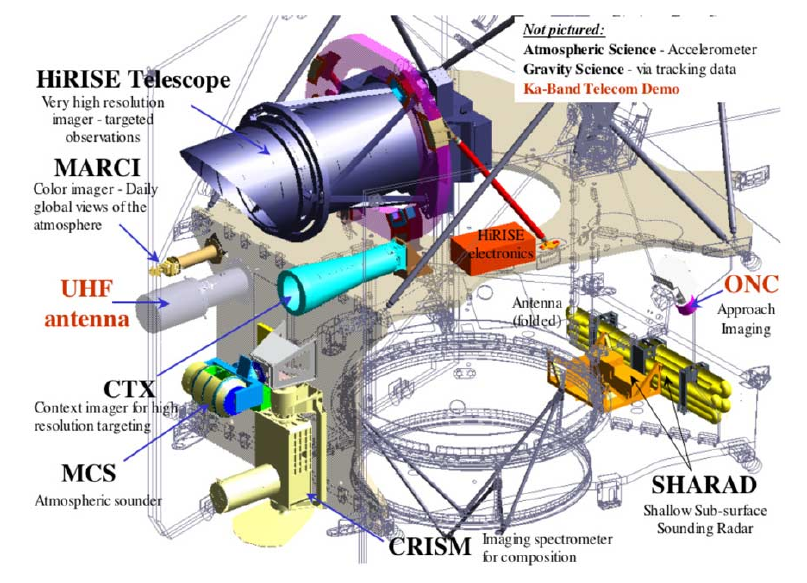 Not pictured:
Atmospheric Science - Accelerometer
Gravity Science - via tracking data
Ka-Band Telecom Demo
HiRISE Telescope
Very high resolution
imager - targeted
observations
MARCI
Color imager - Daily
global views of the
atmosphere
HiRISE
electronics
UHF
antenna
ONC
Approach
Imaging
Antenna
(folded)
CTX
Context imager for high
resolution targeting
MCS
Atmospheric sounder
SHARAD
Shallow Sub-surface
Sounding Radar
CRISM
Imaging spectrometer
for composition